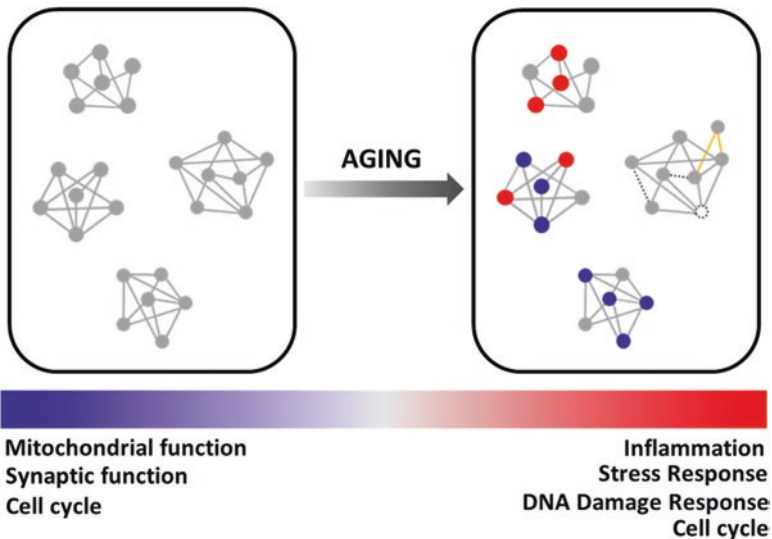 AGING
Mitochondrial function
Synaptic function
Cell cycle
Inflammation
Stress Response
DNA Damage Response
Cell cycle